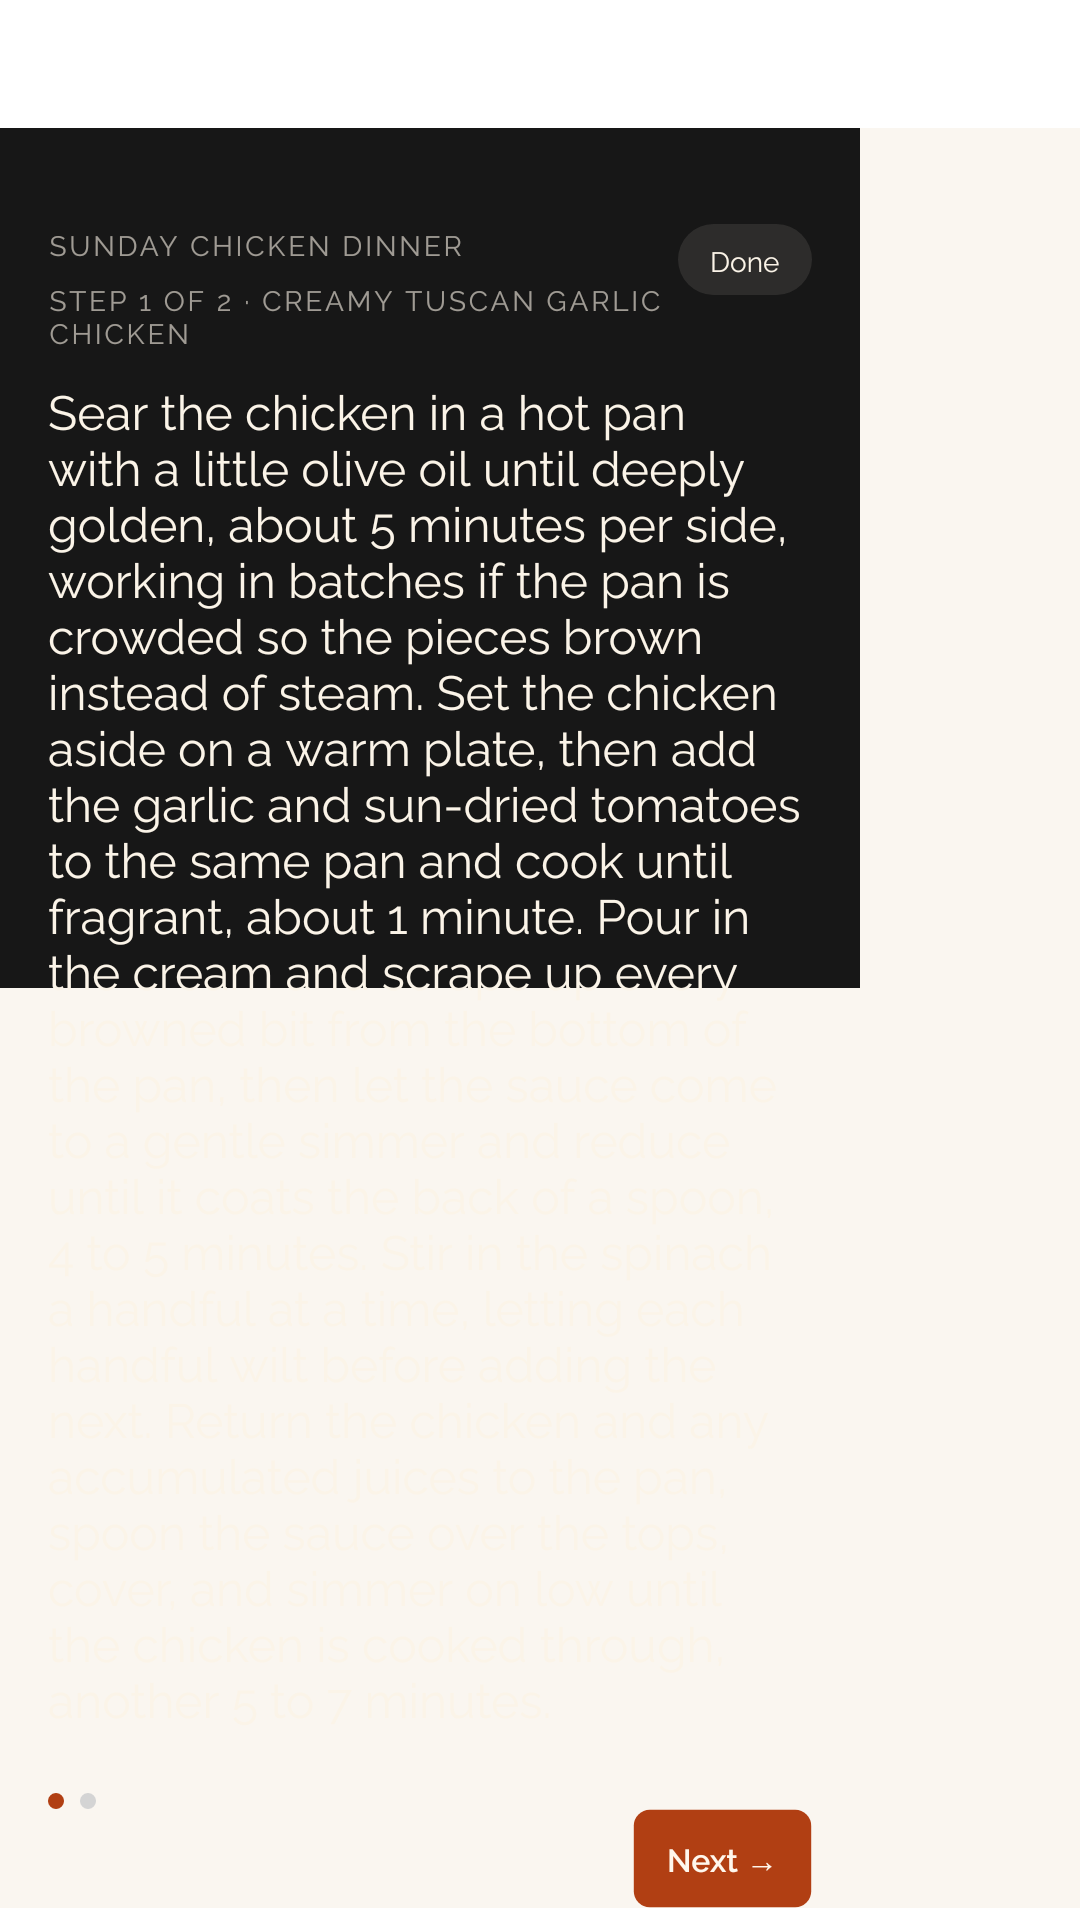 SUNDAY CHICKEN DINNER
Done
STEP 1 OF 2 · CREAMY TUSCAN GARLIC
CHICKEN
Sear the chicken in a hot pan
with a little olive oil until deeply
golden, about 5 minutes per side,
working in batches if the pan is
crowded so the pieces brown
instead of steam. Set the chicken
aside on a warm plate, then add
the garlic and sun-dried tomatoes
to the same pan and cook until
fragrant, about 1 minute. Pour in
the cream and scrape up every
browned bit from the bottom of
the pan, then let the sauce come
to a gentle simmer and reduce
until it coats the back of a spoon,
4 to 5 minutes. Stir in the spinach
a handful at a time, letting each
handful wilt before adding the
next. Return the chicken and any
accumulated juices to the pan,
spoon the sauce over the tops,
cover, and simmer on low until
the chicken is cooked through,
another 5 to 7 minutes.
Next →